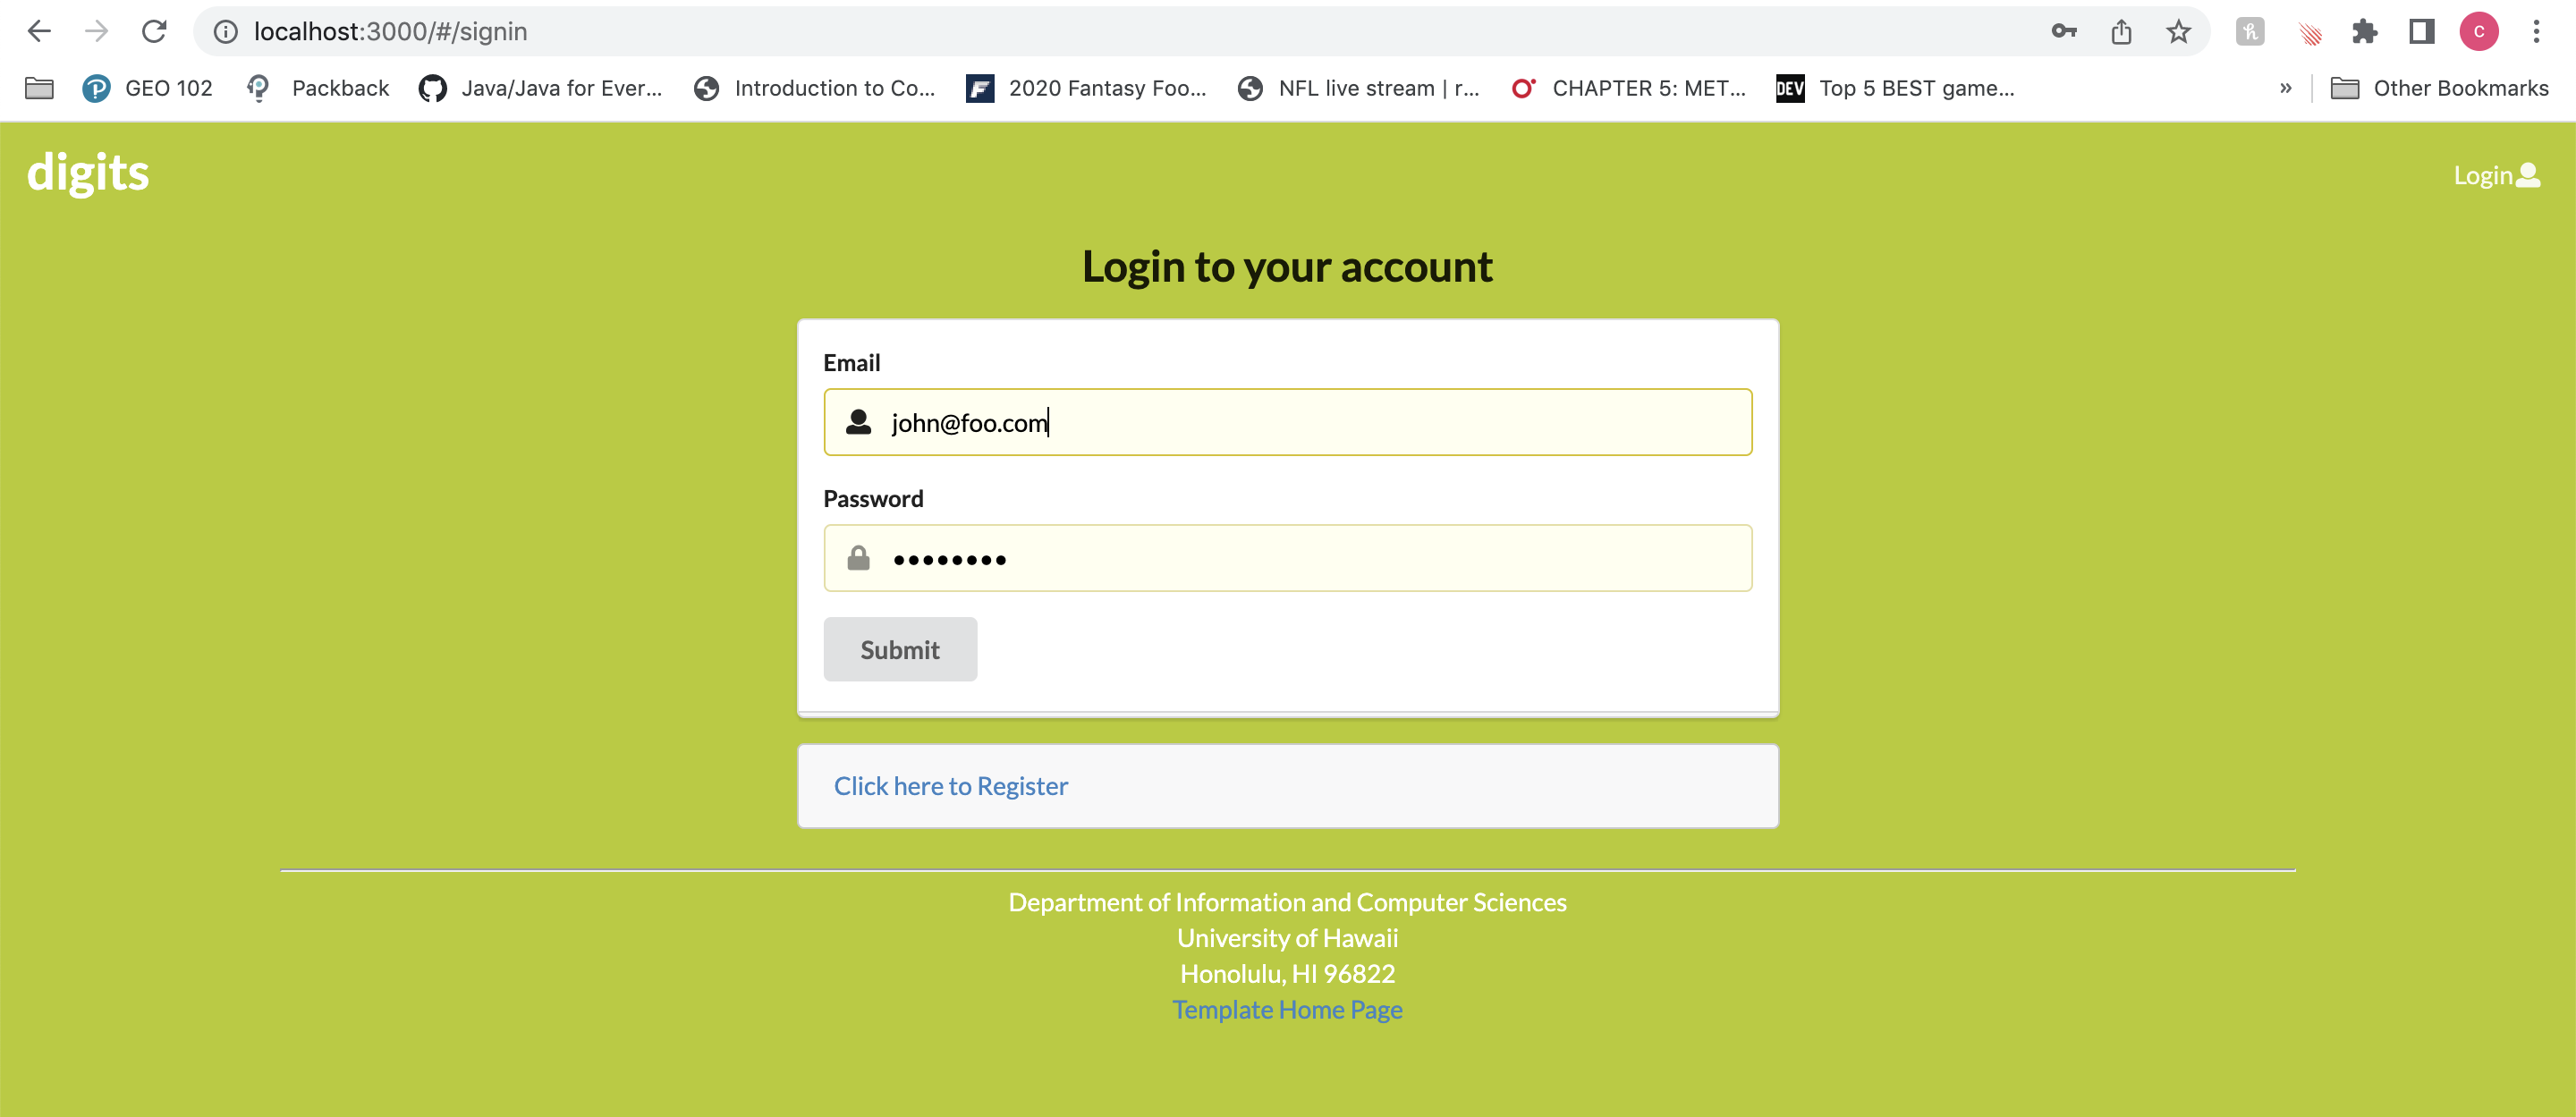 localhost:3000/#/signin
C
GEO 102 Packback Java/Java for Ever... Introduction to Co... 2020 Fantasy Foo... NFL live stream | r... CHAPTER 5: MET... DEV Top 5 BEST game... » Other Bookmarks
digits
Login
Login to your account
Email
john@foo.com
Password
••••••••
Submit
Click here to Register
Department of Information and Computer Sciences
University of Hawaii
Honolulu, HI 96822
Template Home Page